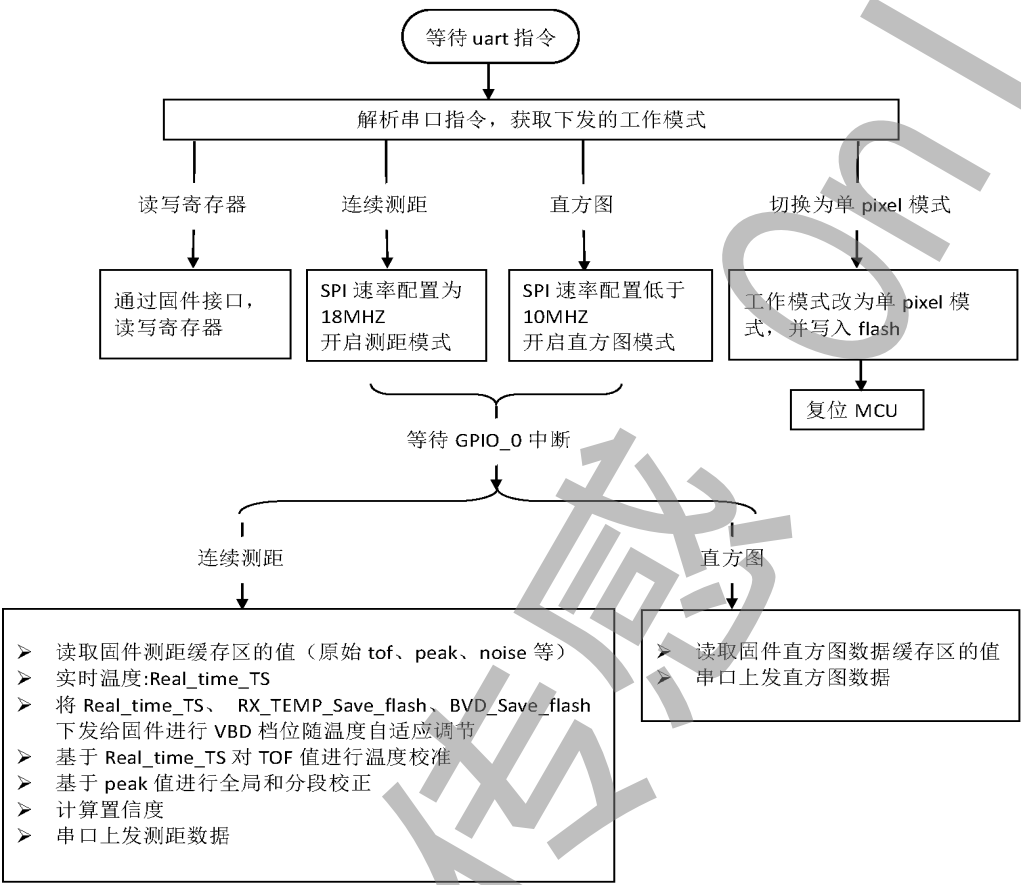 等待 uart 指令
解析串口指令，获取下发的工作模式
读写寄存器
连续测距
直方图
切换为单 pixel 模式
通过固件接口，
读写寄存器
SPI 速率配置为
18MHZ
开启测距模式
SPI 速率配置低于
10MHZ
开启直方图模式
工作模式改为单 pixel 模
式，并写入 flash
复位 MCU
等待 GPIO_0 中断
连续测距
直方图
➢ 读取固件测距缓存区的值（原始 tof、peak、noise 等）
➢ 实时温度:Real_time_TS
➢ 将 Real_time_TS、 RX_TEMP_Save_flash、BVD_Save_flash
下发给固件进行 VBD 档位随温度自适应调节
➢ 基于 Real_time_TS 对 TOF 值进行温度校准
➢ 基于 peak 值进行全局和分段校正
➢ 计算置信度
➢ 串口上发测距数据
➢ 读取固件直方图数据缓存区的值
➢ 串口上发直方图数据
传感
on l